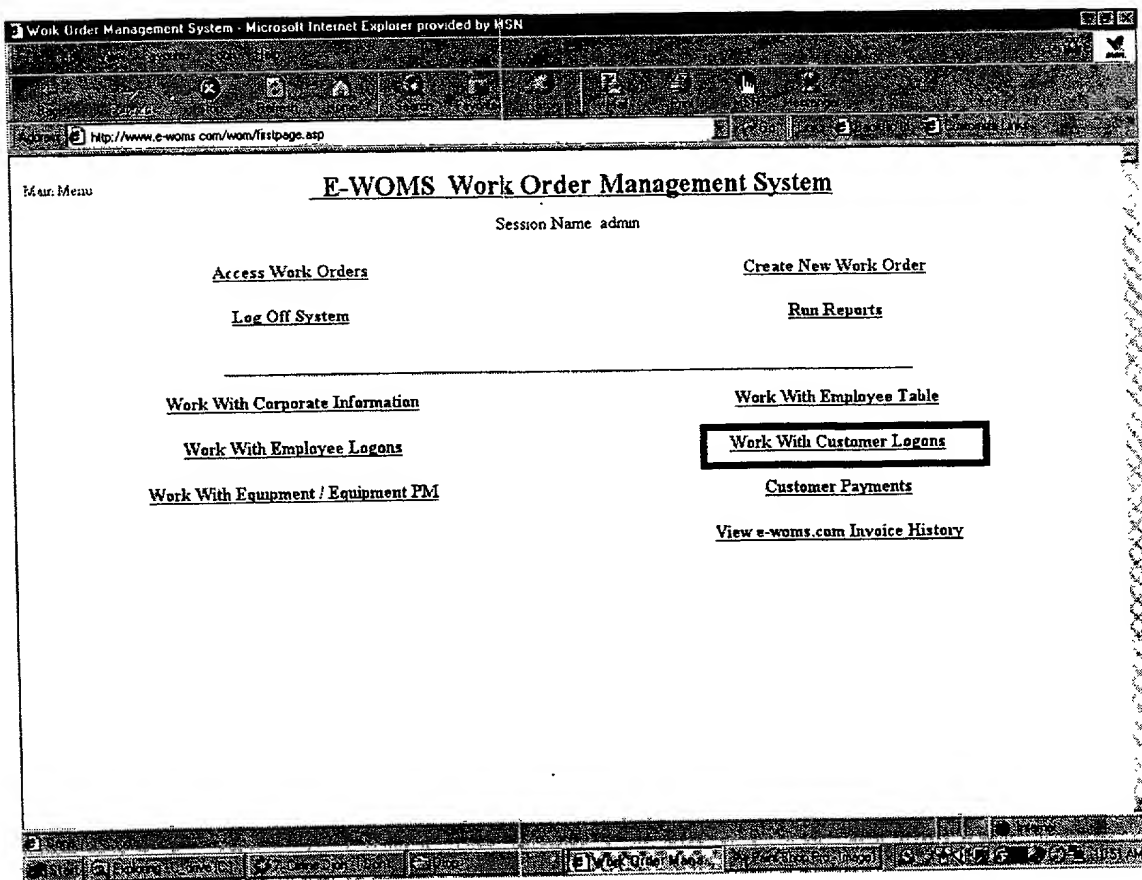 Work Order Management System - Microsoft Internet Explorer provided by MSN
http://www.e-woms.com/wom/firstpage.asp
Main Menu
E-WOMS Work Order Management System
Session Name admin
Access Work Orders Create New Work Order
Log Off System Run Reports
Work With Corporate Information Work With Employee Table
Work With Employee Logons Work With Customer Logons
Work With Equipment / Equipment PM Customer Payments
View e-woms.com Invoice History
Start